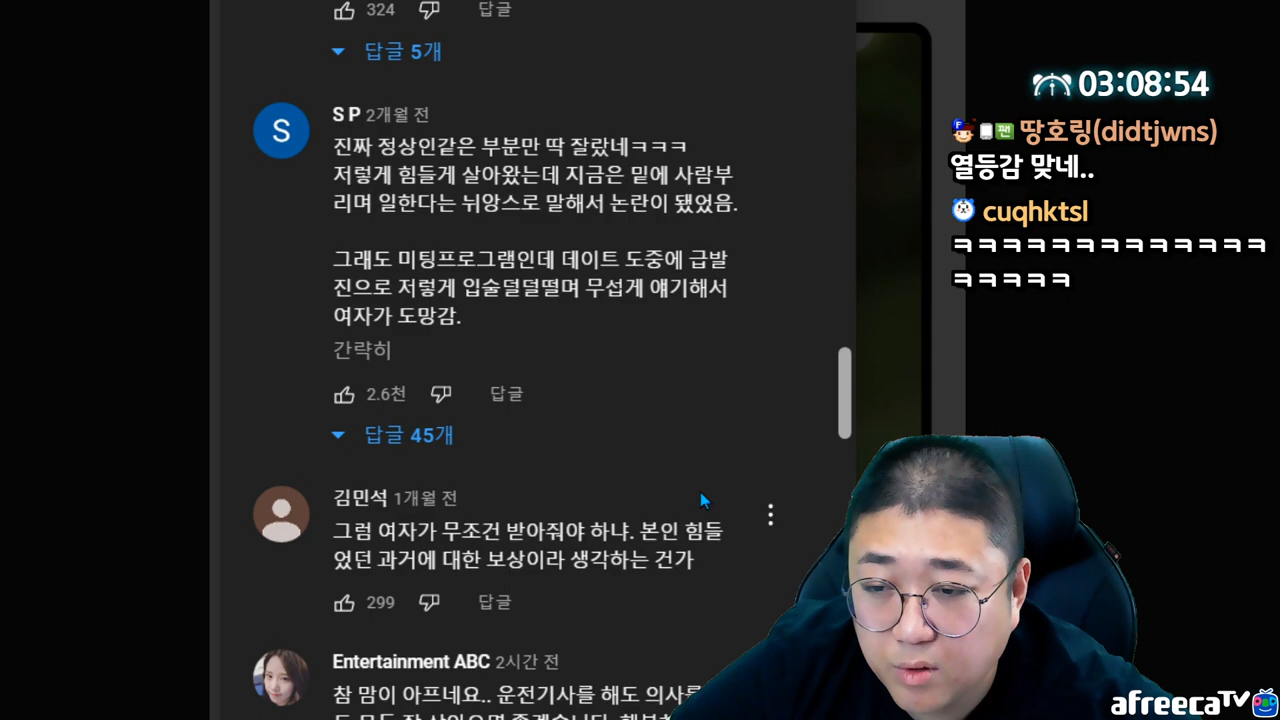 324 답글
답글 5개
S
S P 2개월 전
진짜 정상인같은 부분만 딱 잘랐네ㅋㅋㅋ
저렇게 힘들게 살아왔는데 지금은 밑에 사람부
리며 일한다는 뉘앙스로 말해서 논란이 됐었음.
그래도 미팅프로그램인데 데이트 도중에 급발
진으로 저렇게 입술덜덜떨며 무섭게 얘기해서
여자가 도망감.
간략히
2.6천 답글
답글 45개
김민석 1개월 전
그럼 여자가 무조건 받아줘야 하냐. 본인 힘들
었던 과거에 대한 보상이라 생각하는 건가
299 답글
Entertainment ABC 2시간 전
참 맘이 아프네요.. 운전기사를 해도 의사를
03:08:54
F 팬 땅호링(didtjwns)
열등감 맞네..
cuqhktsl
ㅋㅋㅋㅋㅋㅋㅋㅋㅋㅋㅋㅋㅋ
ㅋㅋㅋㅋㅋ
afreecaTV